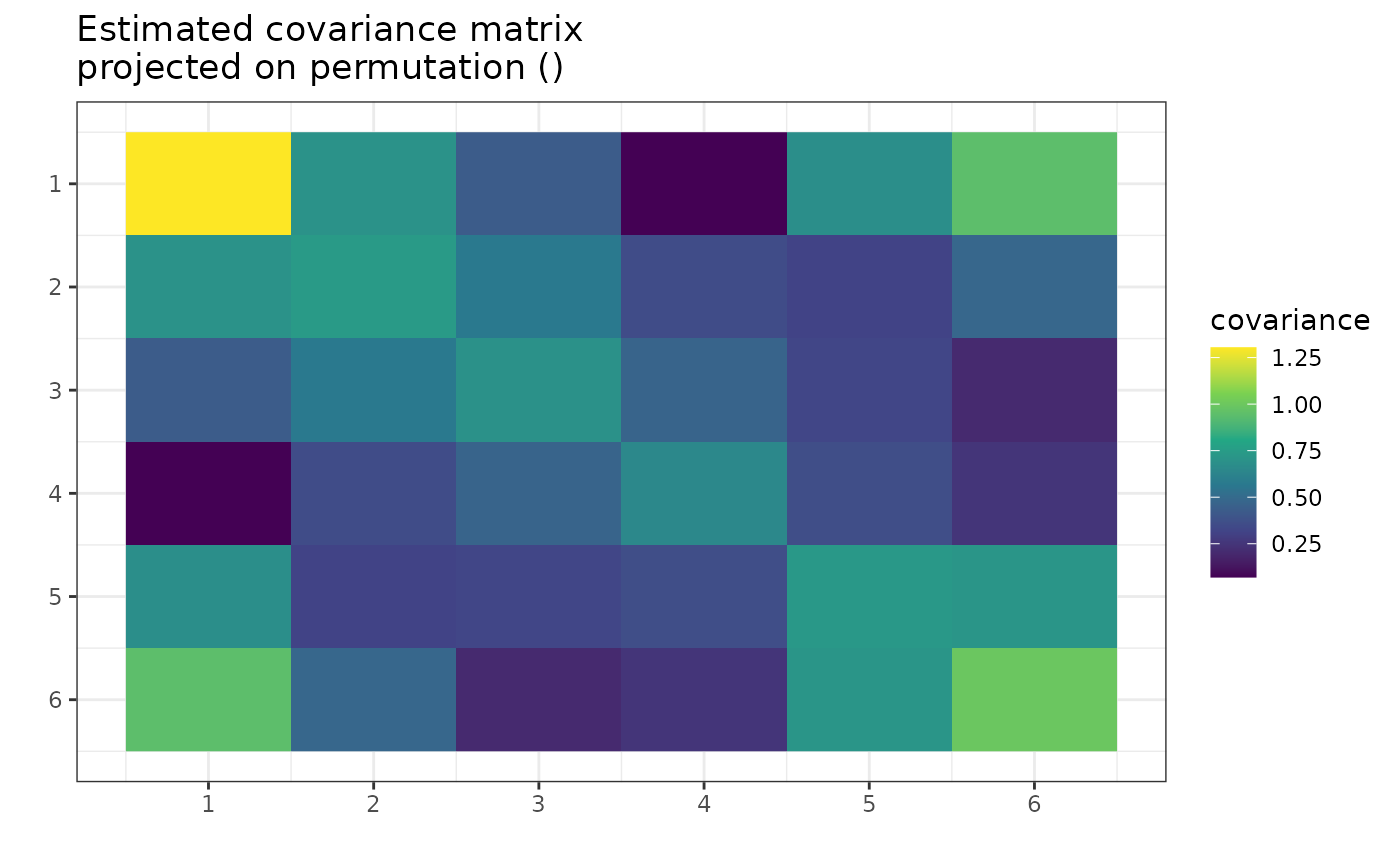 Estimated covariance matrix
projected on permutation ()
1
2
3
4
5
6
1 2 3 4 5 6
covariance
1.25
1.00
0.75
0.50
0.25